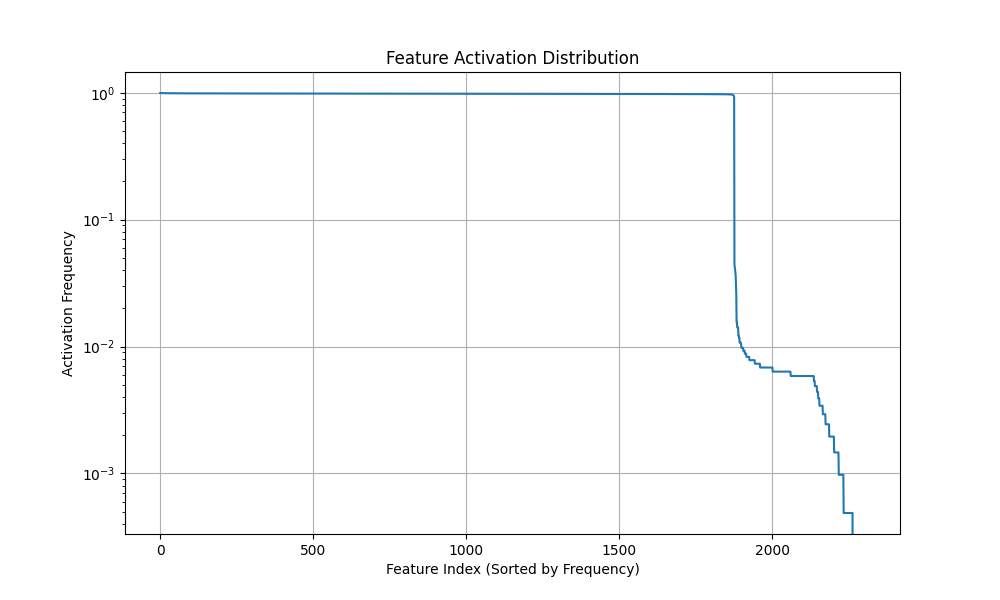 Feature Activation Distribution
Activation Frequency
10⁰
10⁻¹
10⁻²
10⁻³
0 500 1000 1500 2000
Feature Index (Sorted by Frequency)